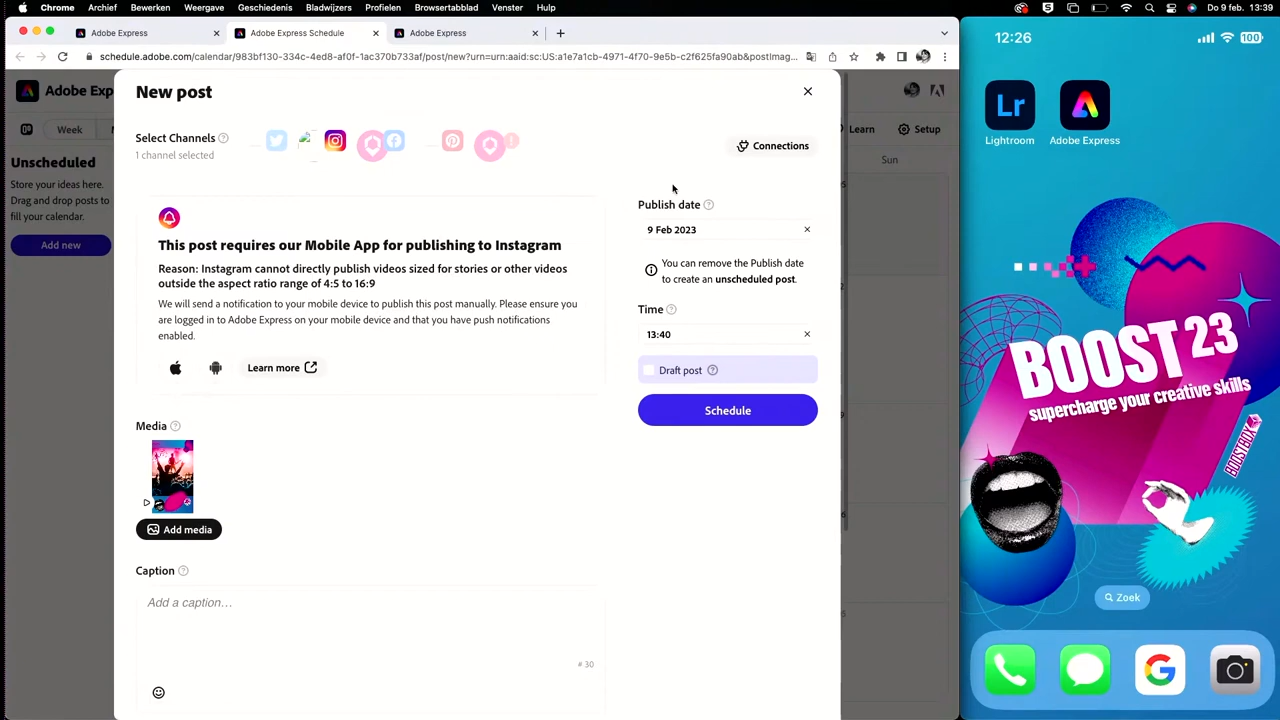 Chrome Archief Bewerken Weergave Geschiedenis Bladwijzers Profielen Browsertabblad Venster Help
Do 9 feb. 13:39
Adobe Express
Adobe Express Schedule
Adobe Express
schedule.adobe.com/calendar/983bf130-334c-4ed8-af0f-1ac370b733af/post/new?urn=urn:aaid:sc:US:a1e7a1cb-4971-4f70-9e5b-c2f625fa90ab&postImag...
Adobe Exp
Week
Learn
Setup
Sun
Unscheduled
Store your ideas here.
Drag and drop posts to
fill your calendar.
Add new
New post
Select Channels
1 channel selected
Connections
This post requires our Mobile App for publishing to Instagram
Reason: Instagram cannot directly publish videos sized for stories or other videos
outside the aspect ratio range of 4:5 to 16:9
We will send a notification to your mobile device to publish this post manually. Please ensure you
are logged in to Adobe Express on your mobile device and that you have push notifications
enabled.
Learn more
Media
Add media
Caption
Add a caption…
# 30
Publish date
9 Feb 2023
You can remove the Publish date
to create an unscheduled post.
Time
13:40
Draft post
Schedule
12:26
100
Lr
Lightroom
Adobe Express
BOOST 23
supercharge your creative skills
BOOSTBOX
Zoek